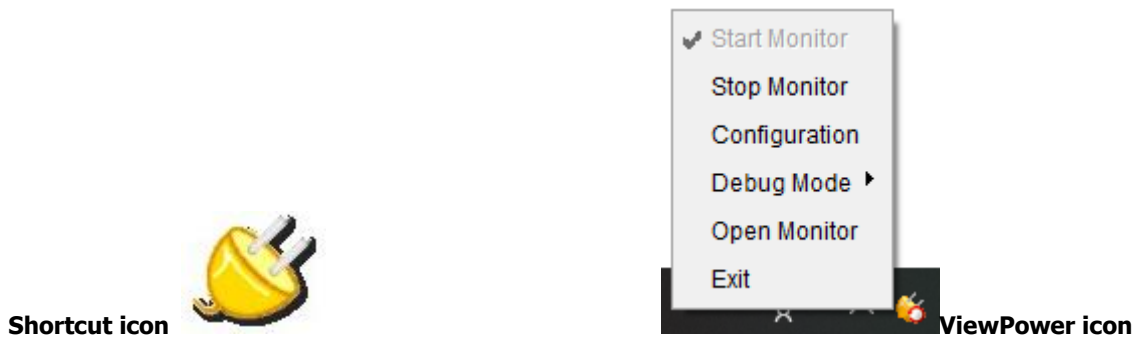 Start Monitor
Stop Monitor
Configuration
Debug Mode
Open Monitor
Exit
Shortcut icon
ViewPower icon